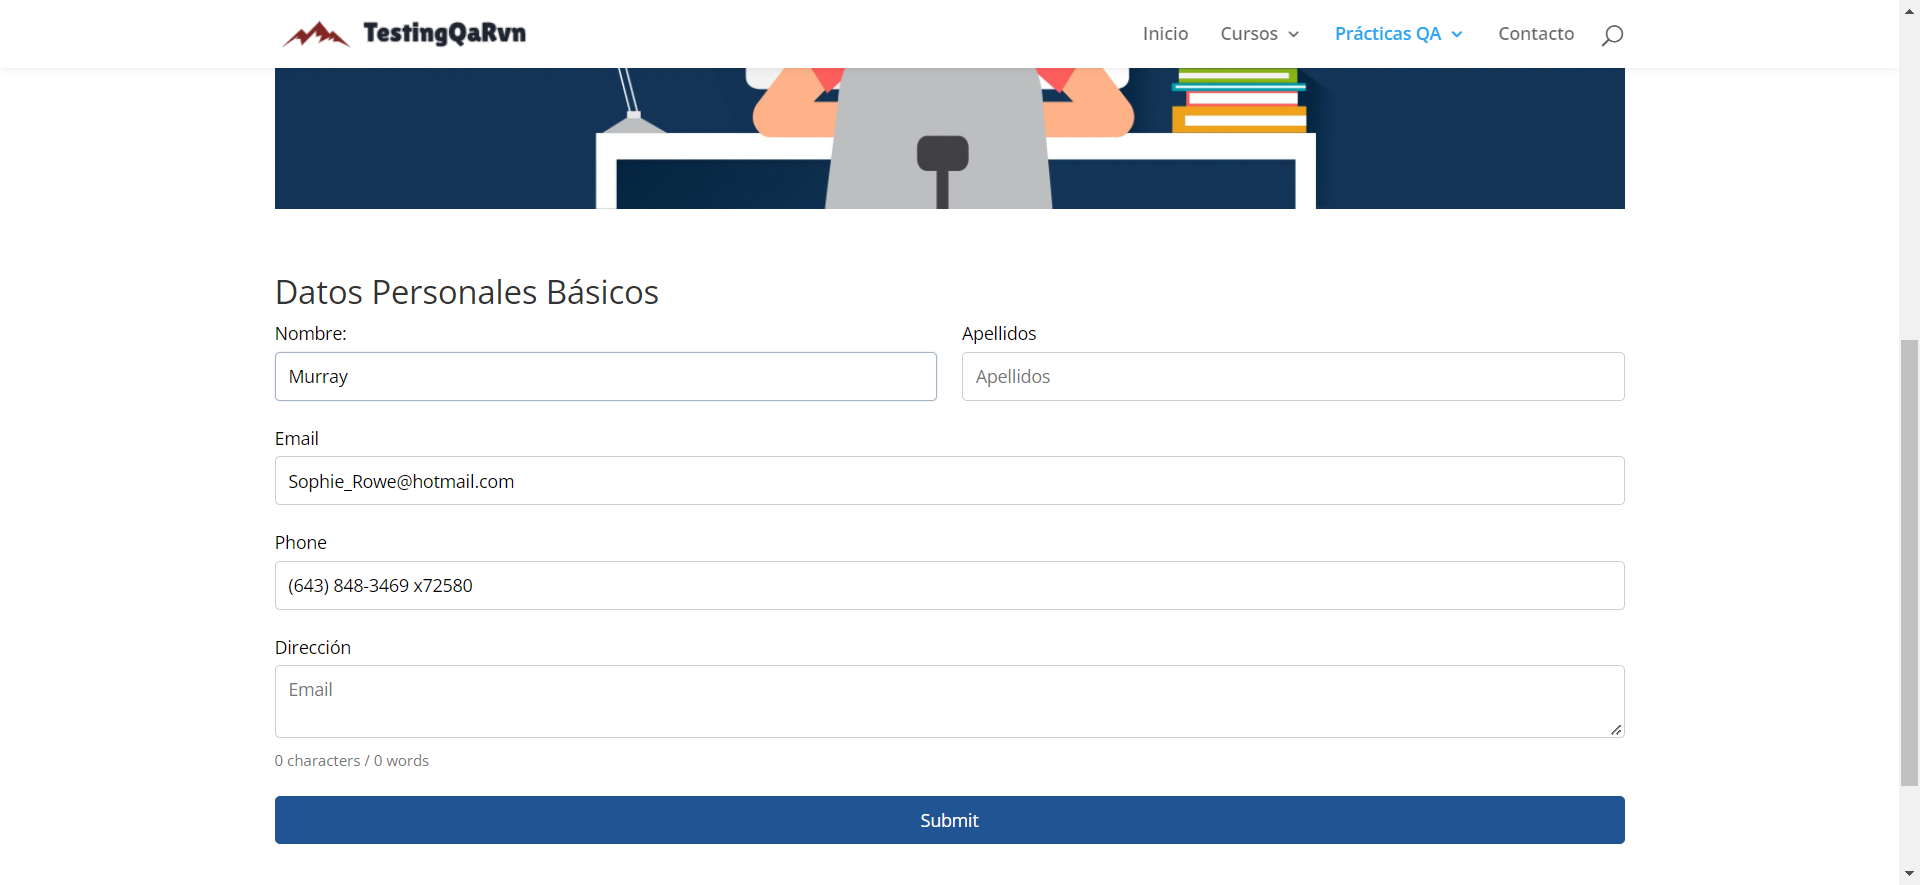 TestingQaRvn
Inicio Cursos Prácticas QA Contacto
Datos Personales Básicos
Nombre: Apellidos
Murray Apellidos
Email
Sophie_Rowe@hotmail.com
Phone
(643) 848-3469 x72580
Dirección
Email
0 characters / 0 words
Submit